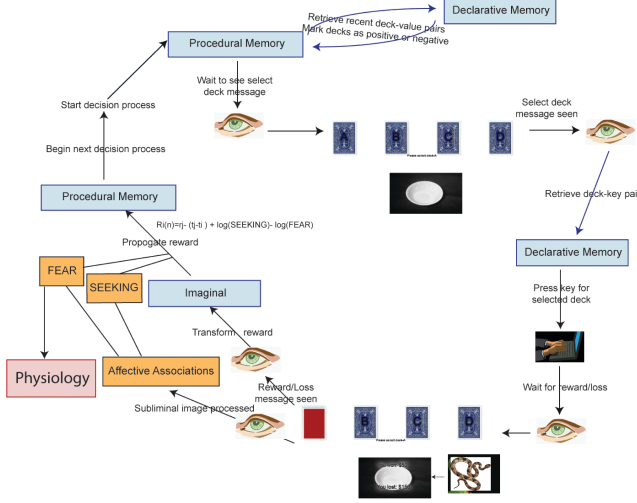 Declarative Memory
Retrieve recent deck-value pairs
Mark decks as positive or negative
Procedural Memory
Wait to see select
deck message
Start decision process
Select deck
message seen
A B C D
Please select a deck
Begin next decision process
Procedural Memory
Retrieve deck-key pai
Ri(n)=rj- (tj-ti ) + log(SEEKING)- log(FEAR)
Propogate reward
Declarative Memory
FEAR
SEEKING
Imaginal
Press key for
selected deck
Transform reward
Physiology
Affective Associations
Reward/Loss
message seen
Wait for reward/loss
Subliminal image processed
B C D
Please select a deck